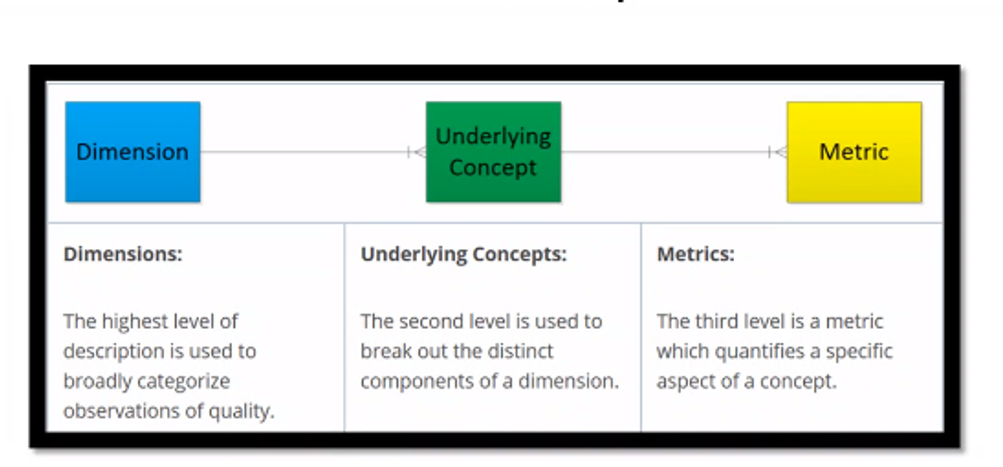 Dimension
Underlying
Concept
Metric
Dimensions:
The highest level of
description is used to
broadly categorize
observations of quality.
Underlying Concepts:
The second level is used to
break out the distinct
components of a dimension.
Metrics:
The third level is a metric
which quantifies a specific
aspect of a concept.